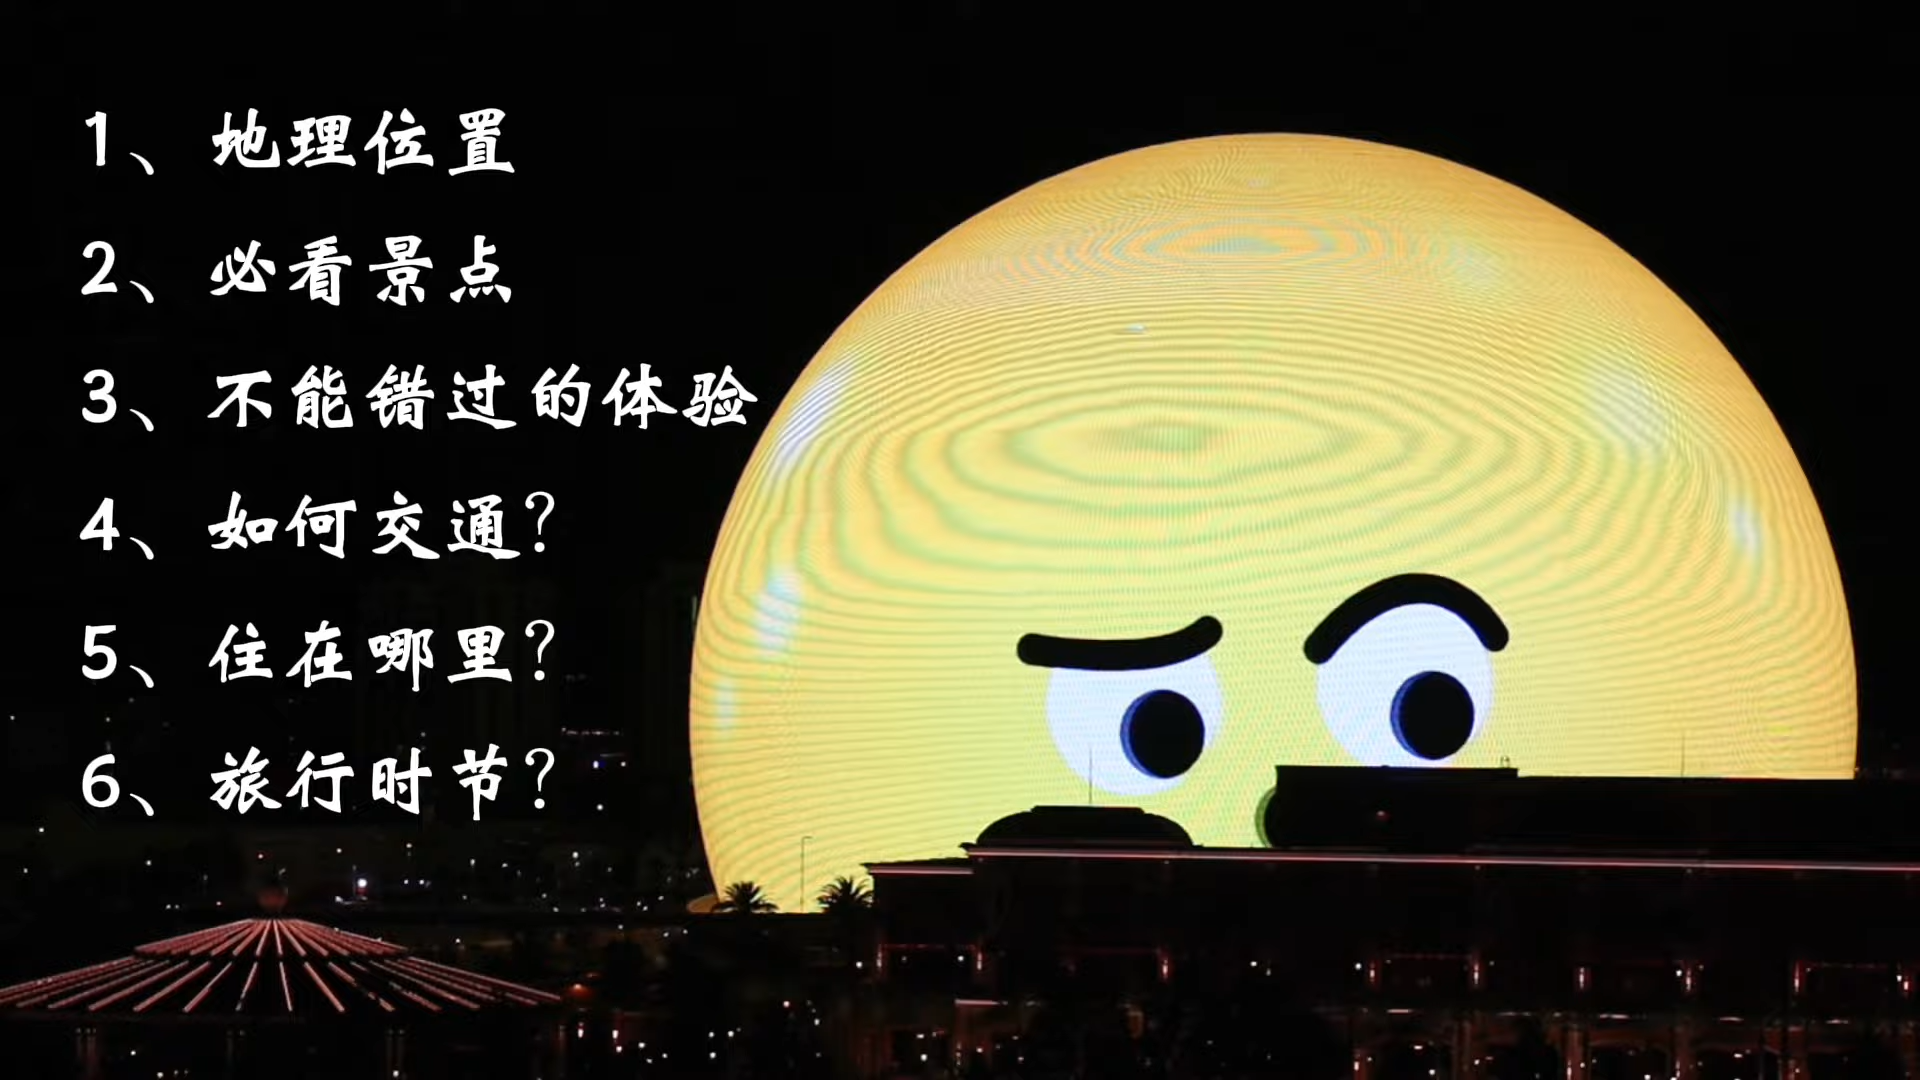 1、地理位置
2、必看景点
3、不能错过的体验
4、如何交通?
5、住在哪里?
6、旅行时节?